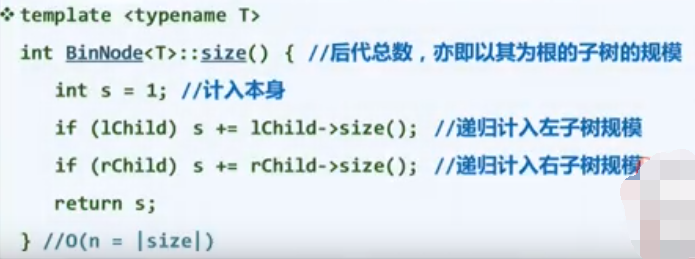 ❖ template <typename T>
int BinNode<T>::size() { //后代总数，亦即以其为根的子树的规模
int s = 1; //计入本身
if (lChild) s += lChild->size(); //递归计入左子树规模
if (rChild) s += rChild->size(); //递归计入右子树规模
return s;
} //O(n = |size|)